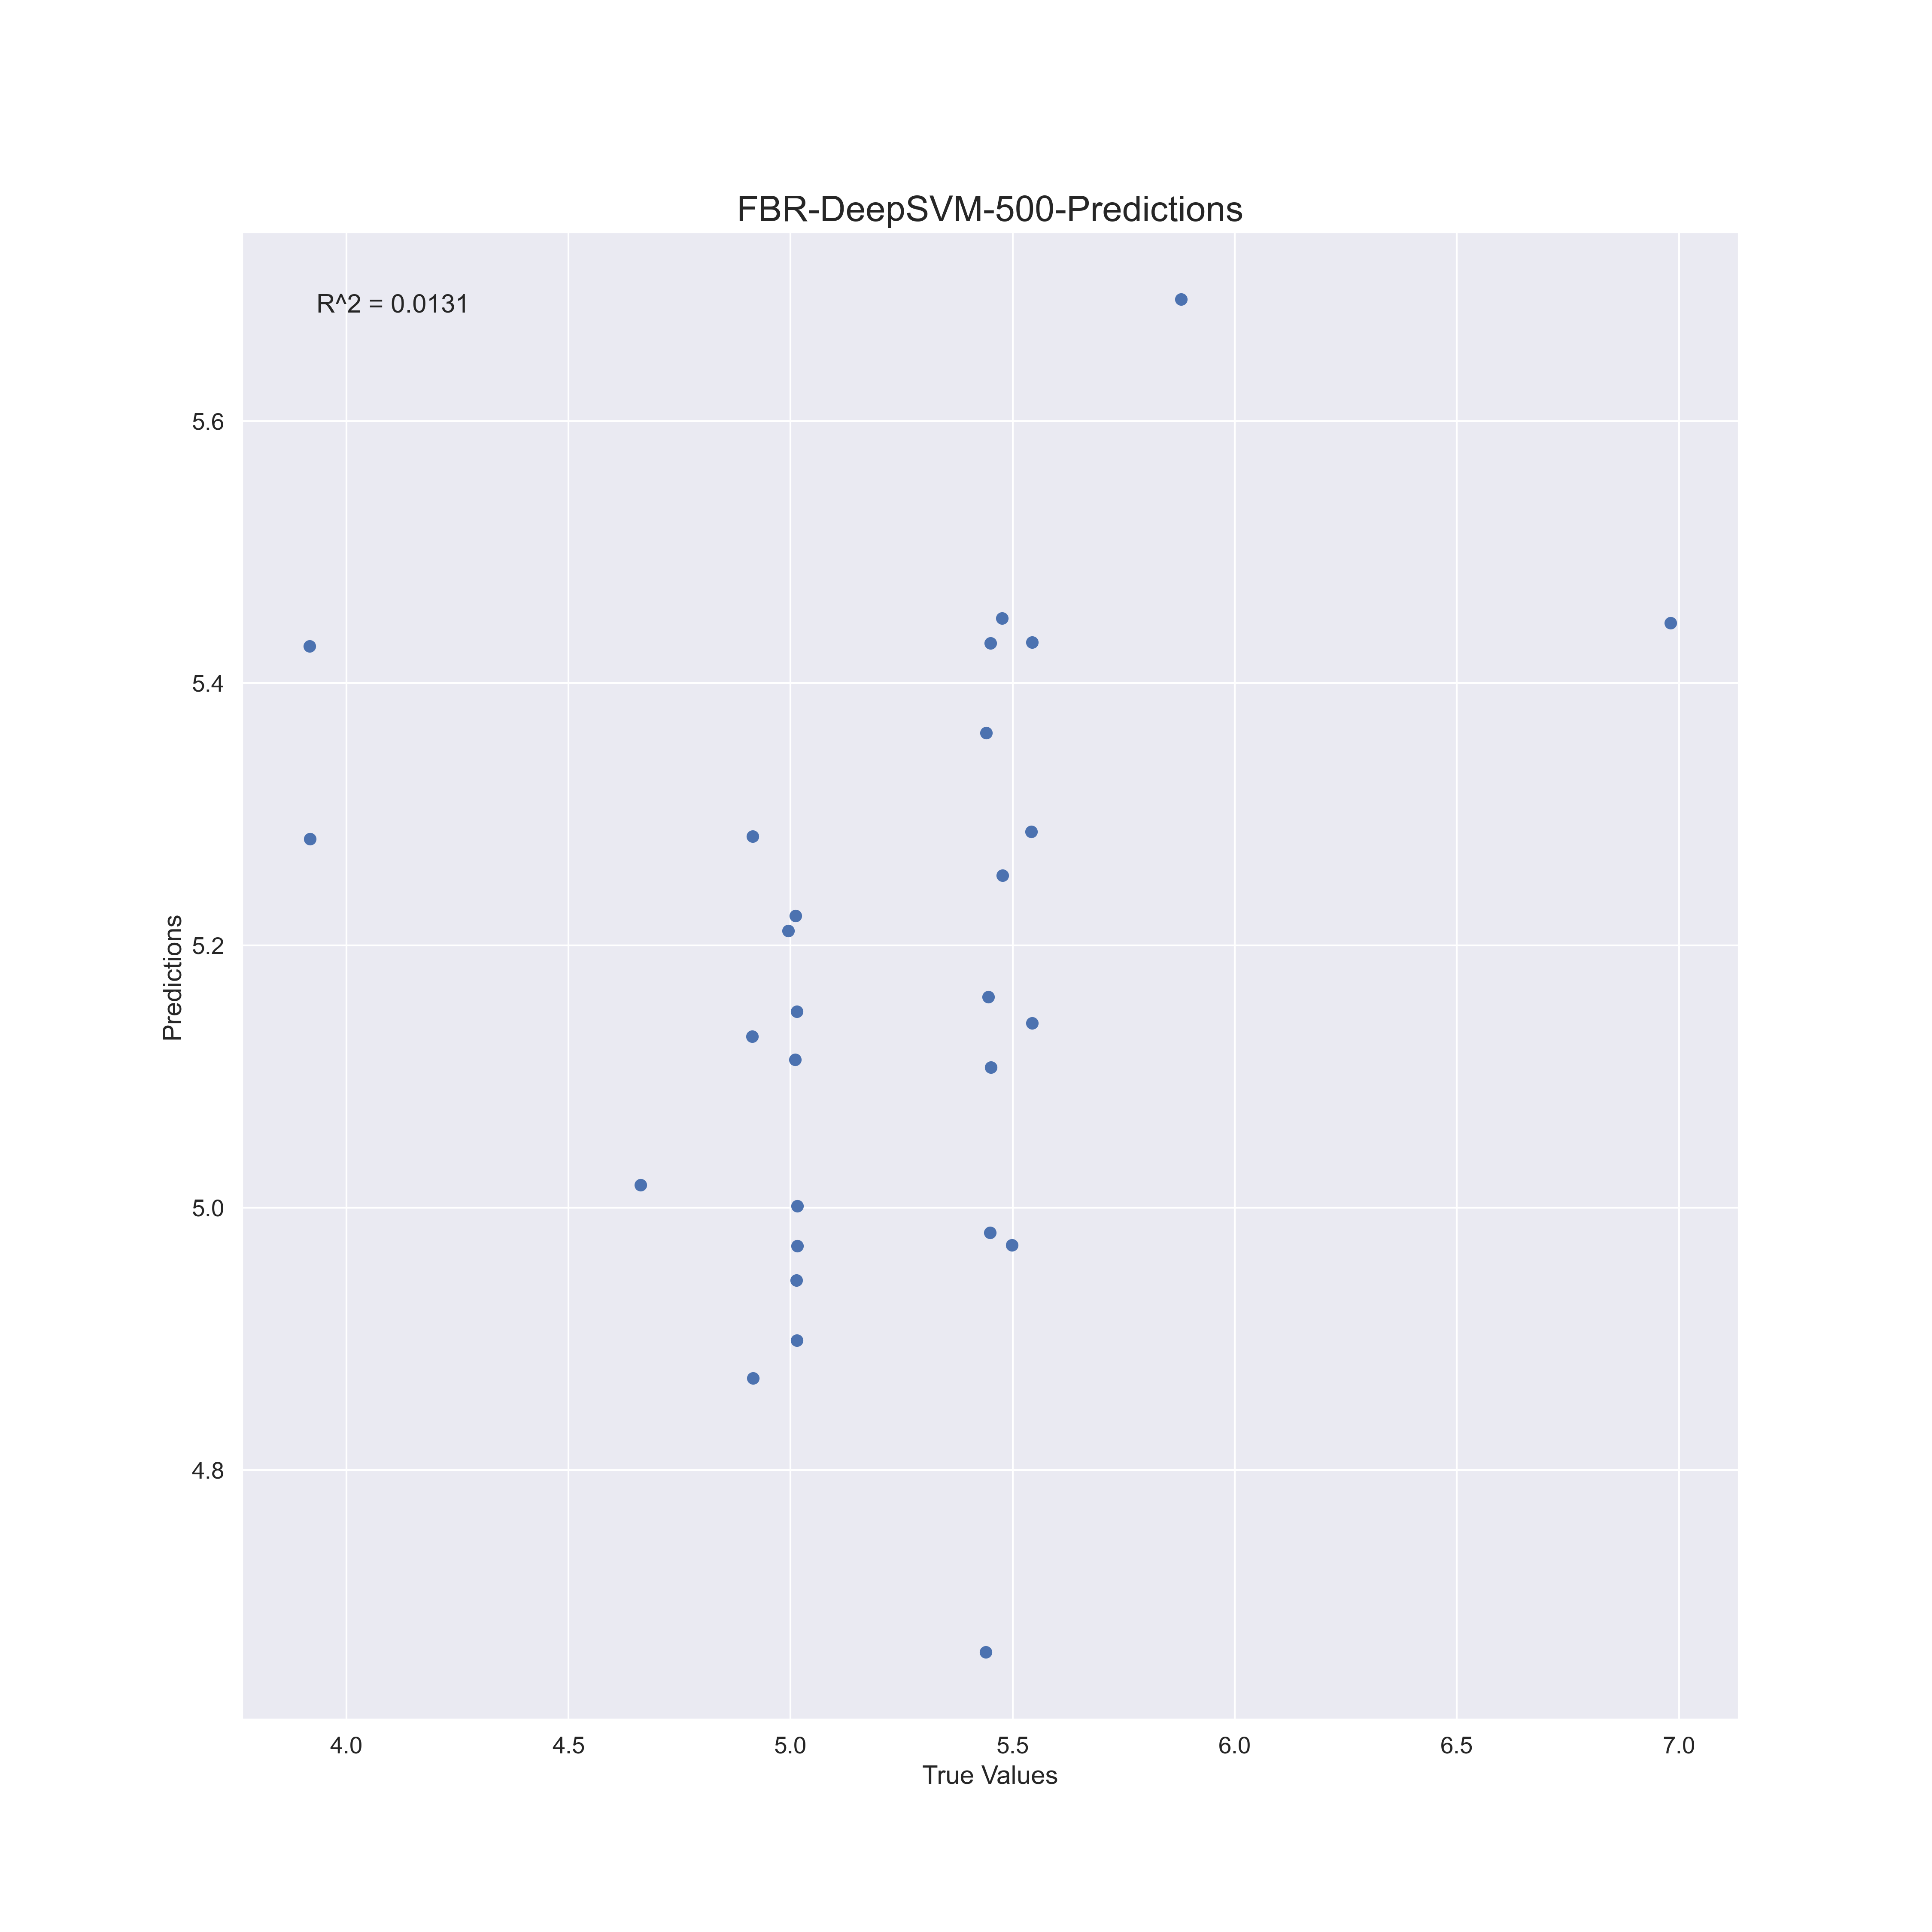 FBR-DeepSVM-500-Predictions
R^2 = 0.0131
5.6
5.4
5.2
5.0
4.8
Predictions
4.0 4.5 5.0 5.5 6.0 6.5 7.0
True Values